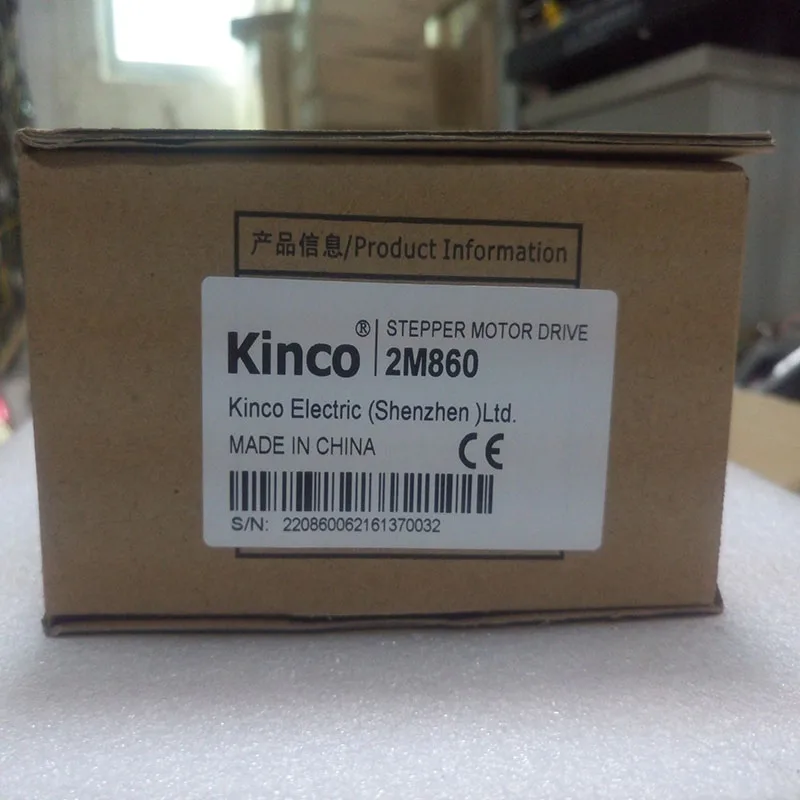 产品信息/Product Information
Kinco® STEPPER MOTOR DRIVE
2M860
Kinco Electric (Shenzhen )Ltd.
MADE IN CHINA CE
S/N: 220860062161370032